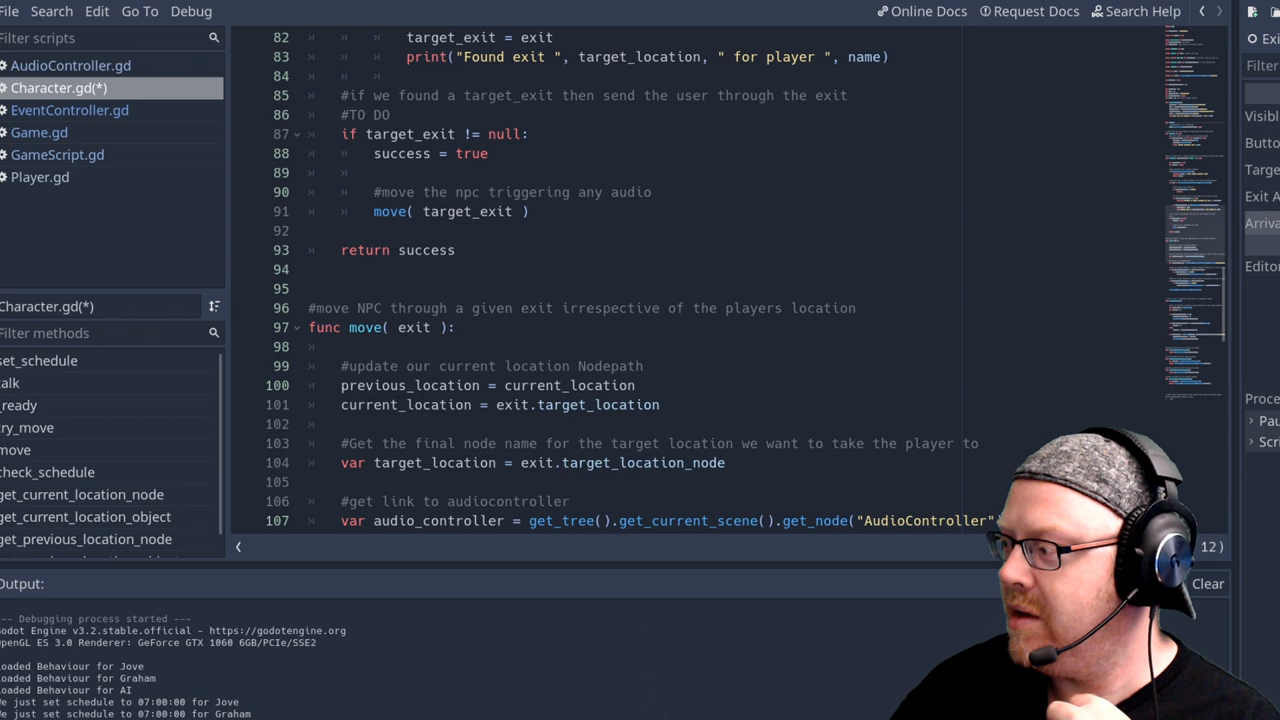 File Search Edit Go To Debug
Online Docs Request Docs Search Help
Filter scripts
AudioController.gd
Character.gd(*)
EventController.gd
Game.gd
GameScript.gd
Player.gd
Character.gd(*)
Filter methods
set_schedule
talk
_ready
try_move
move
check_schedule
get_current_location_node
get_current_location_object
get_previous_location_node
82 target_exit = exit
83 print("Found exit ", target_location, " for player ", name)
84
85 #if we found a target_exit then send the user through the exit
86 #TO DO
87 if target_exit != null:
88 success = true
89
90 #move the npc triggering any audio
91 move( target_exit )
92
93 return success
94
95
96 #move NPC through a given exit irrespective of the players location
97 func move( exit ):
98
99 #update our current location Nodepath
100 previous_location = current_location
101 current_location = exit.target_location
102
103 #Get the final node name for the target location we want to take the player to
104 var target_location = exit.target_location_node
105
106 #get link to audiocontroller
107 var audio_controller = get_tree().get_current_scene().get_node("AudioController"
12)
Output:
Clear
--- Debugging process started ---
Godot Engine v3.2.stable.official - https://godotengine.org
OpenGL ES 3.0 Renderer: GeForce GTX 1060 6GB/PCIe/SSE2
Loaded Behaviour for Jove
Loaded Behaviour for Graham
Loaded Behaviour for AI
We just set schedule to 07:00:00 for Jove
We just set schedule to 07:00:00 for Graham
Exi
Filter
Visibl
Butto
Targe
Exit A
Arriva
Editor
Proce
Pau
Scri